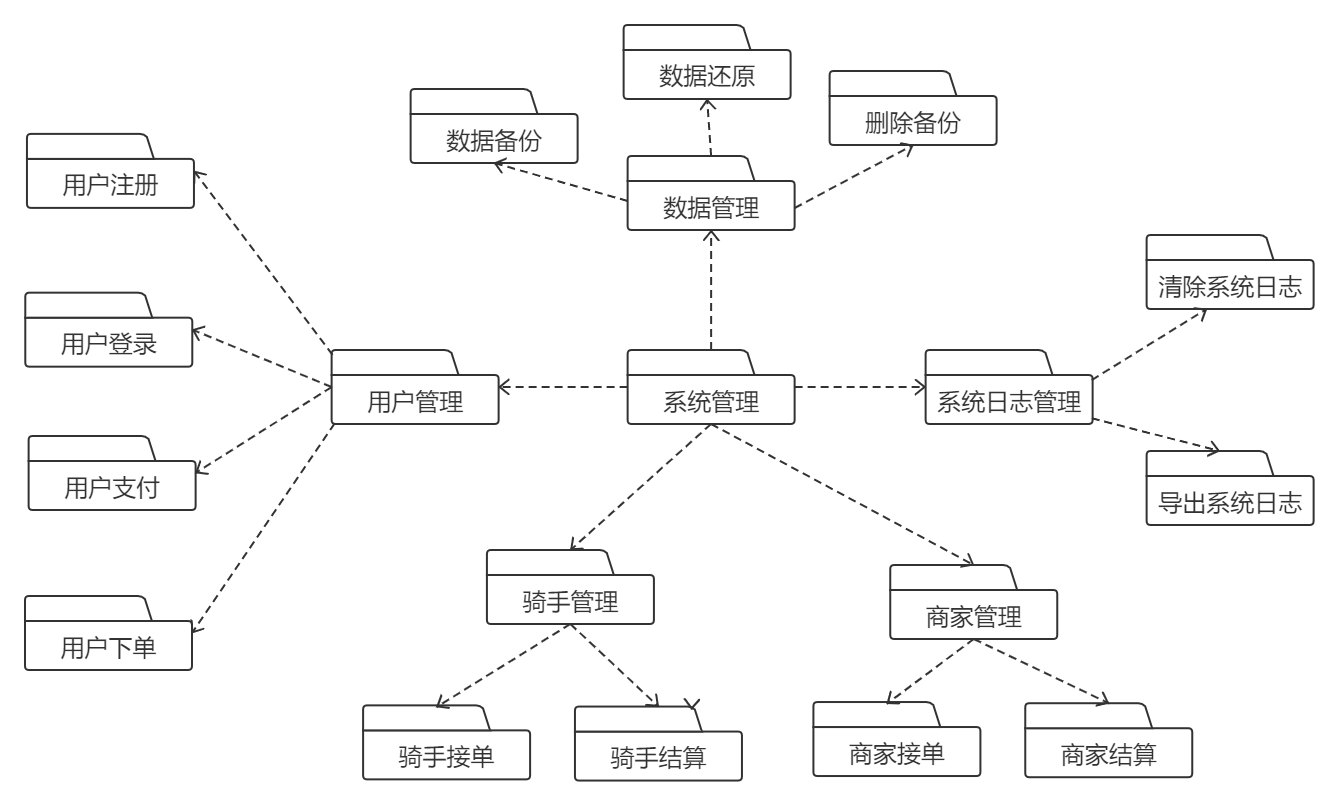 数据还原
删除备份
数据备份
用户注册
数据管理
清除系统日志
用户登录
用户管理
系统管理
系统日志管理
用户支付
导出系统日志
骑手管理
商家管理
用户下单
骑手接单
骑手结算
商家接单
商家结算